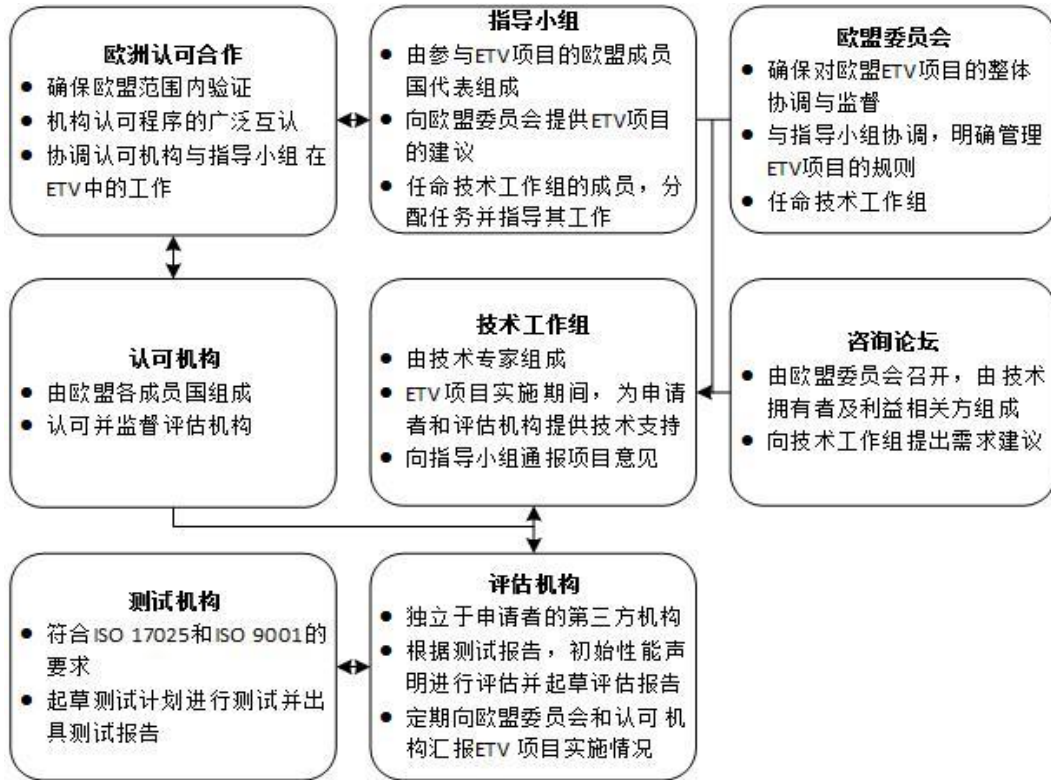 欧洲认可合作
● 确保欧盟范围内验证
● 机构认可程序的广泛互认
● 协调认可机构与指导小组 在
ETV中的工作
指导小组
● 由参与ETV项目的欧盟成员
国代表组成
● 向欧盟委员会提供ETV项目
的建议
● 任命技术工作组的成员，分
配任务并指导其工作
欧盟委员会
● 确保对欧盟ETV项目的整体
协调与监督
● 与指导小组协调，明确管理
ETV项目的规则
● 任命技术工作组
认可机构
● 由欧盟各成员国组成
● 认可并监督评估机构
技术工作组
● 由技术专家组成
● ETV 项目实施期间，为申请
者和评估机构提供技术支持
● 向指导小组通报项目意见
咨询论坛
● 由欧盟委员会召开，由技术
拥有者及利益相关方组成
● 向技术工作组提出需求建议
测试机构
● 符合ISO 17025和ISO 9001的
要求
● 起草测试计划进行测试并出
具测试报告
评估机构
● 独立于申请者的第三方机构
● 根据测试报告，初始性能声
明进行评估并起草评估报告
● 定期向欧盟委员会和认可机
构汇报ETV 项目实施情况